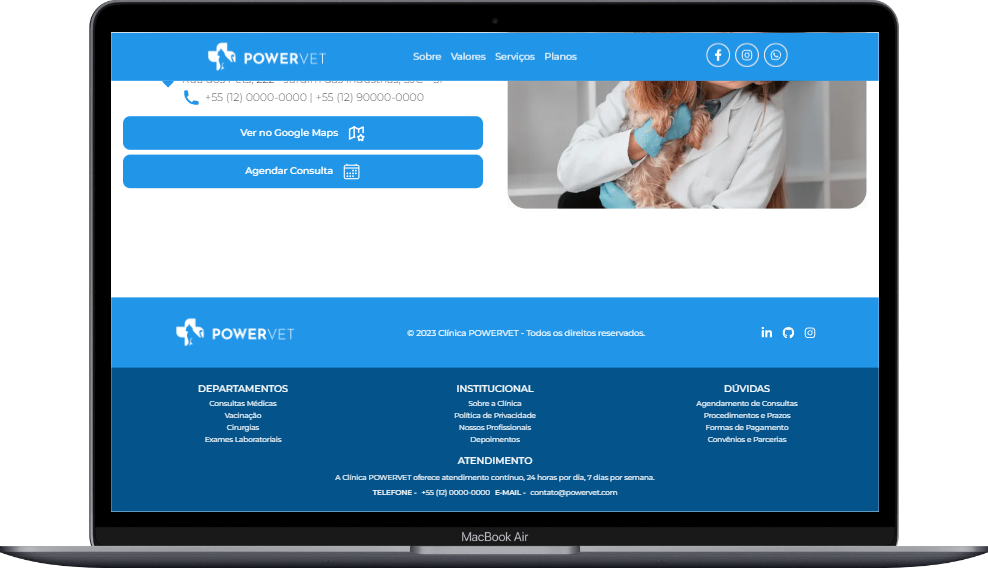 POWERVET
Sobre Valores Serviços Planos
+55 (12) 0000-0000 | +55 (12) 90000-0000
Ver no Google Maps
Agendar Consulta
POWERVET
© 2023 Clínica POWERVET - Todos os direitos reservados.
in
DEPARTAMENTOS
Consultas Médicas
Vacinação
Cirurgias
Exames Laboratoriais
INSTITUCIONAL
Sobre a Clínica
Política de Privacidade
Nossos Profissionais
Depoimentos
DÚVIDAS
Agendamento de Consultas
Procedimentos e Prazos
Formas de Pagamento
Convênios e Parcerias
ATENDIMENTO
A Clínica POWERVET oferece atendimento contínuo, 24 horas por dia, 7 dias por semana.
TELEFONE - +55 (12) 0000-0000 E-MAIL - contato@powervet.com
MacBook Air